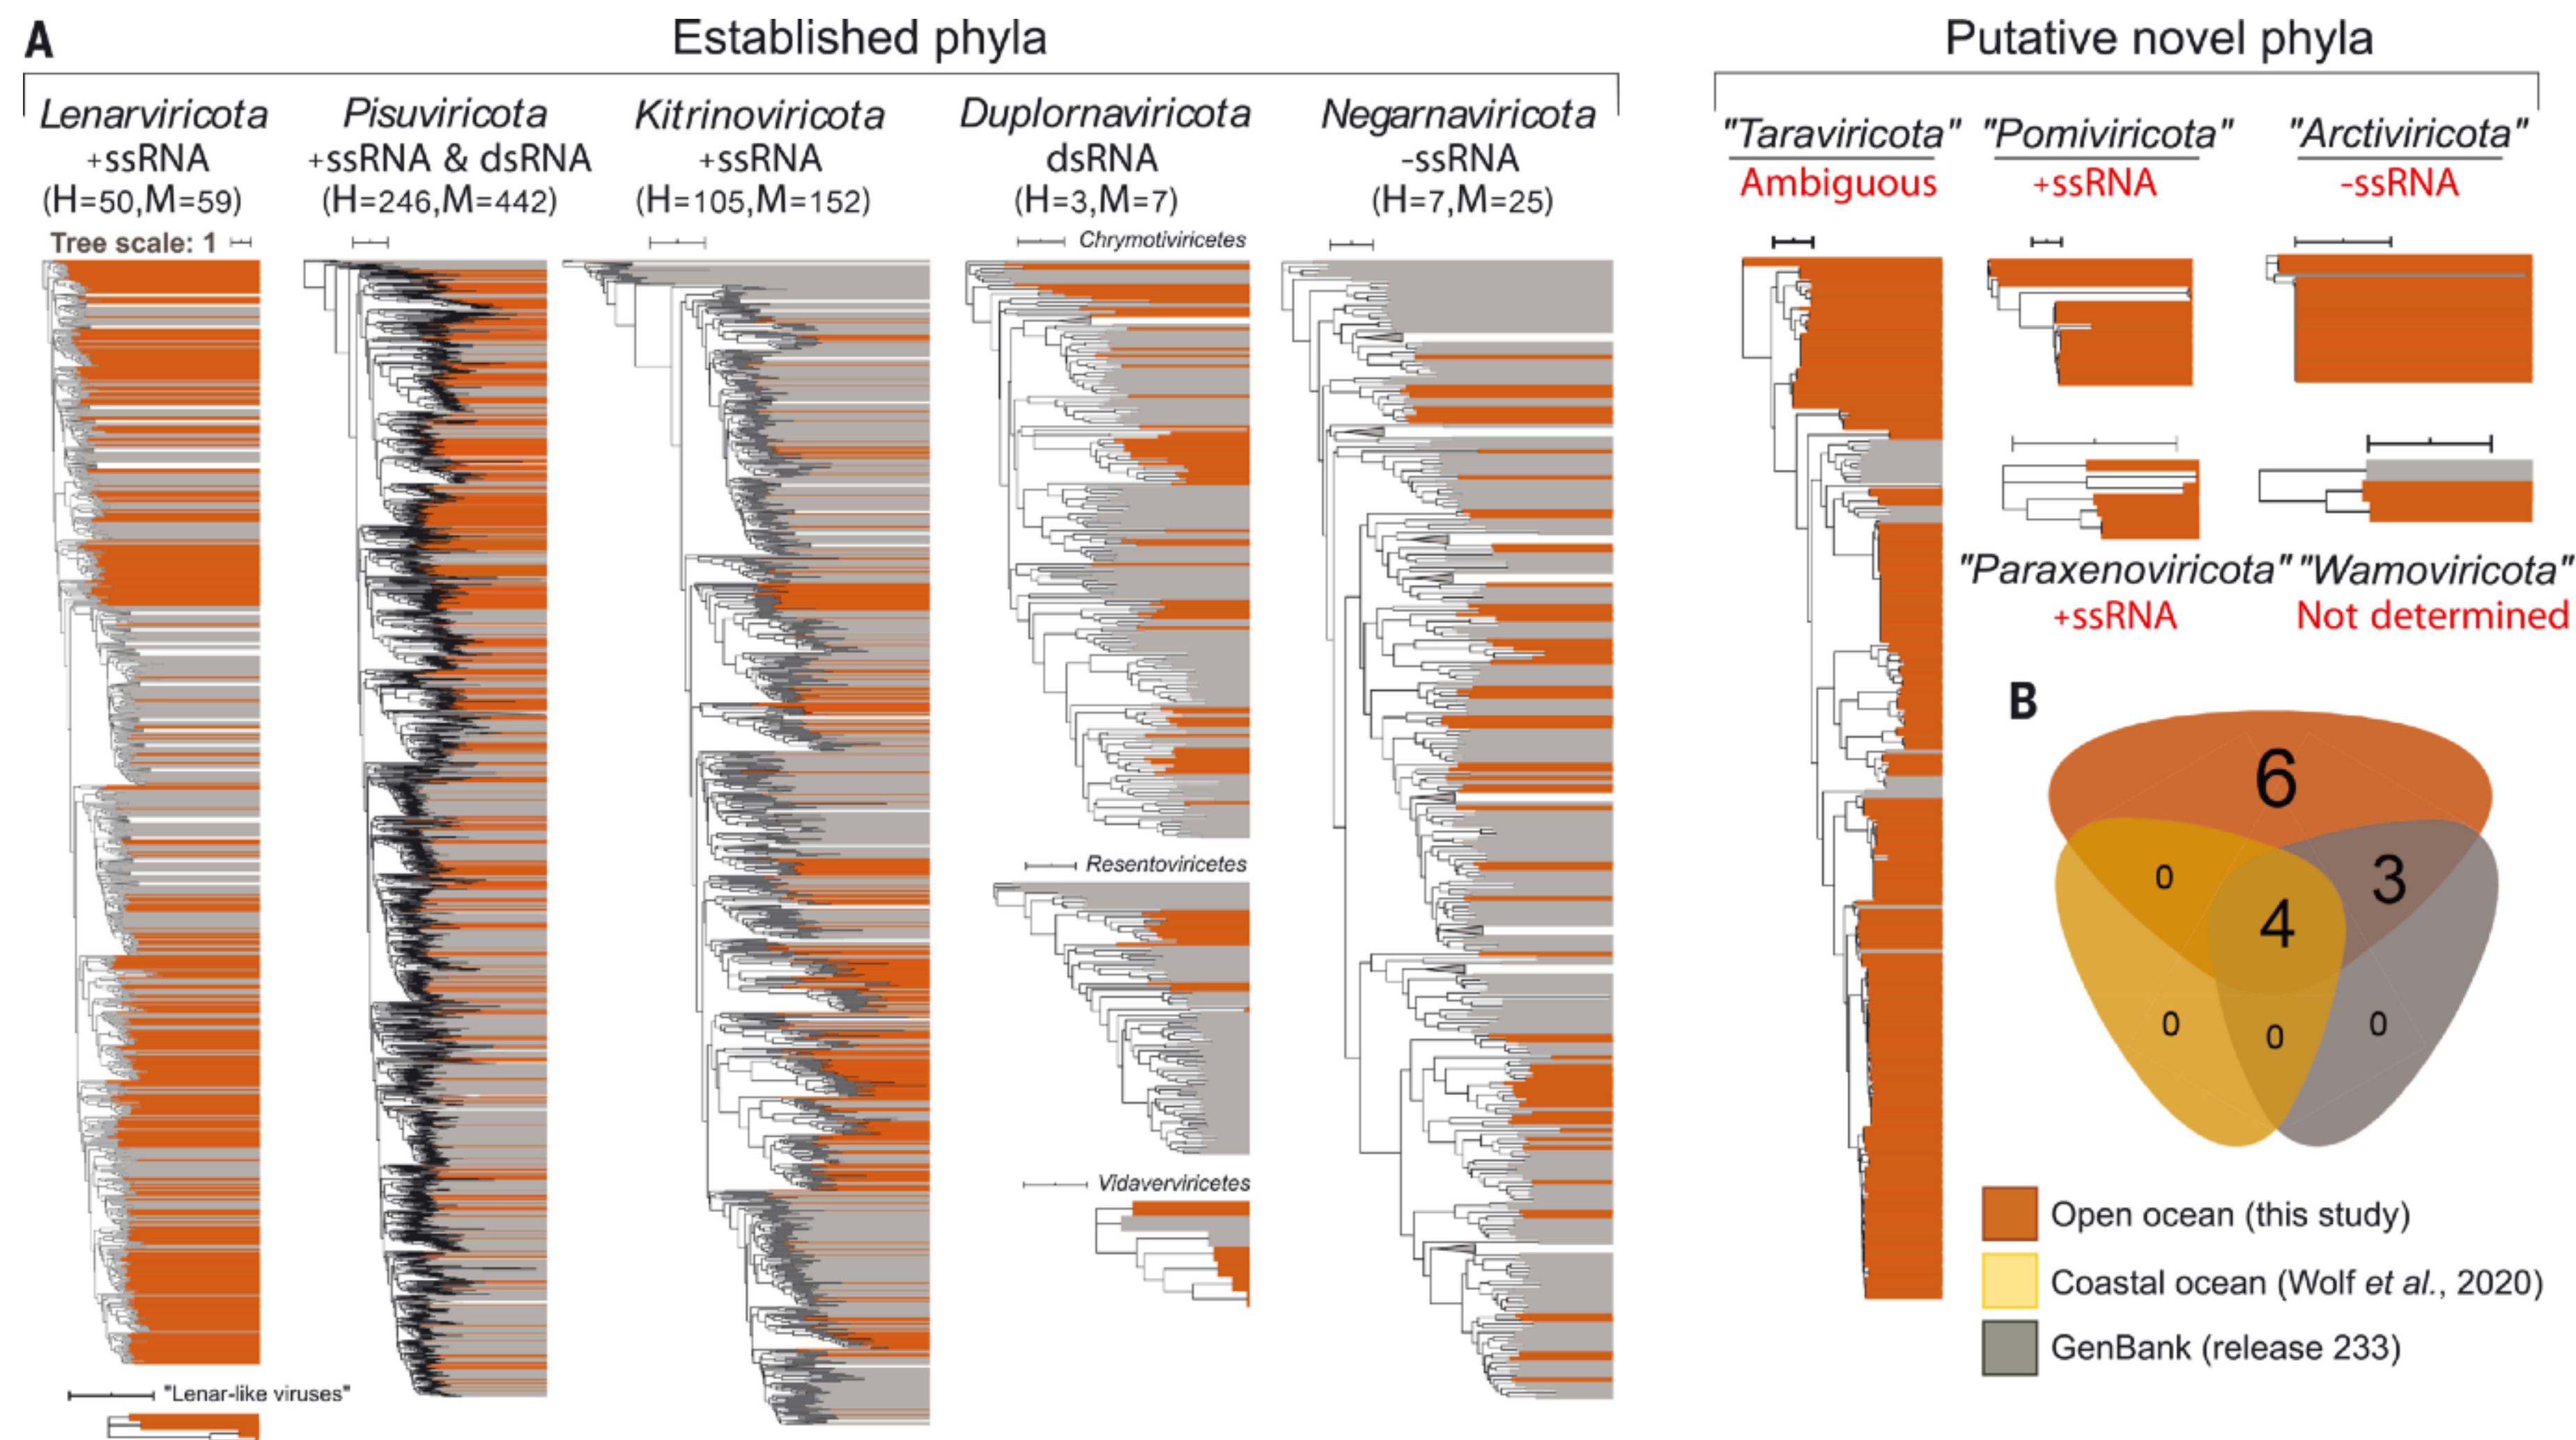 A
Established phyla
Putative novel phyla
Lenarviricota
+ssRNA
(H=50,M=59)
Tree scale: 1
Pisuviricota
+ssRNA & dsRNA
(H=246,M=442)
Kitrinoviricota
+ssRNA
(H=105,M=152)
Duplornaviricota
dsRNA
(H=3,M=7)
Chrymotiviricetes
Negarnaviricota
-ssRNA
(H=7,M=25)
"Taraviricota"
Ambiguous
"Pomiviricota"
+ssRNA
"Arctiviricota"
-ssRNA
"Paraxenoviricota"
+ssRNA
"Wamoviricota"
Not determined
Resentoviricetes
Vidaverviricetes
"Lenar-like viruses"
B
6
0
3
4
0
0
0
Open ocean (this study)
Coastal ocean (Wolf et al., 2020)
GenBank (release 233)